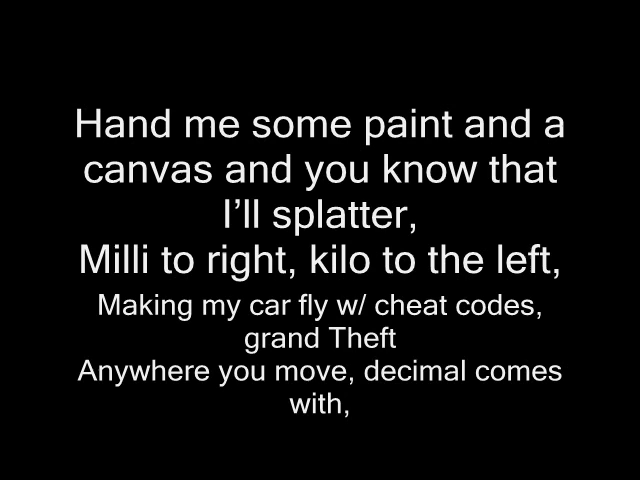 Hand me some paint and a
canvas and you know that
I’ll splatter,
Milli to right, kilo to the left,
Making my car fly w/ cheat codes,
grand Theft
Anywhere you move, decimal comes
with,